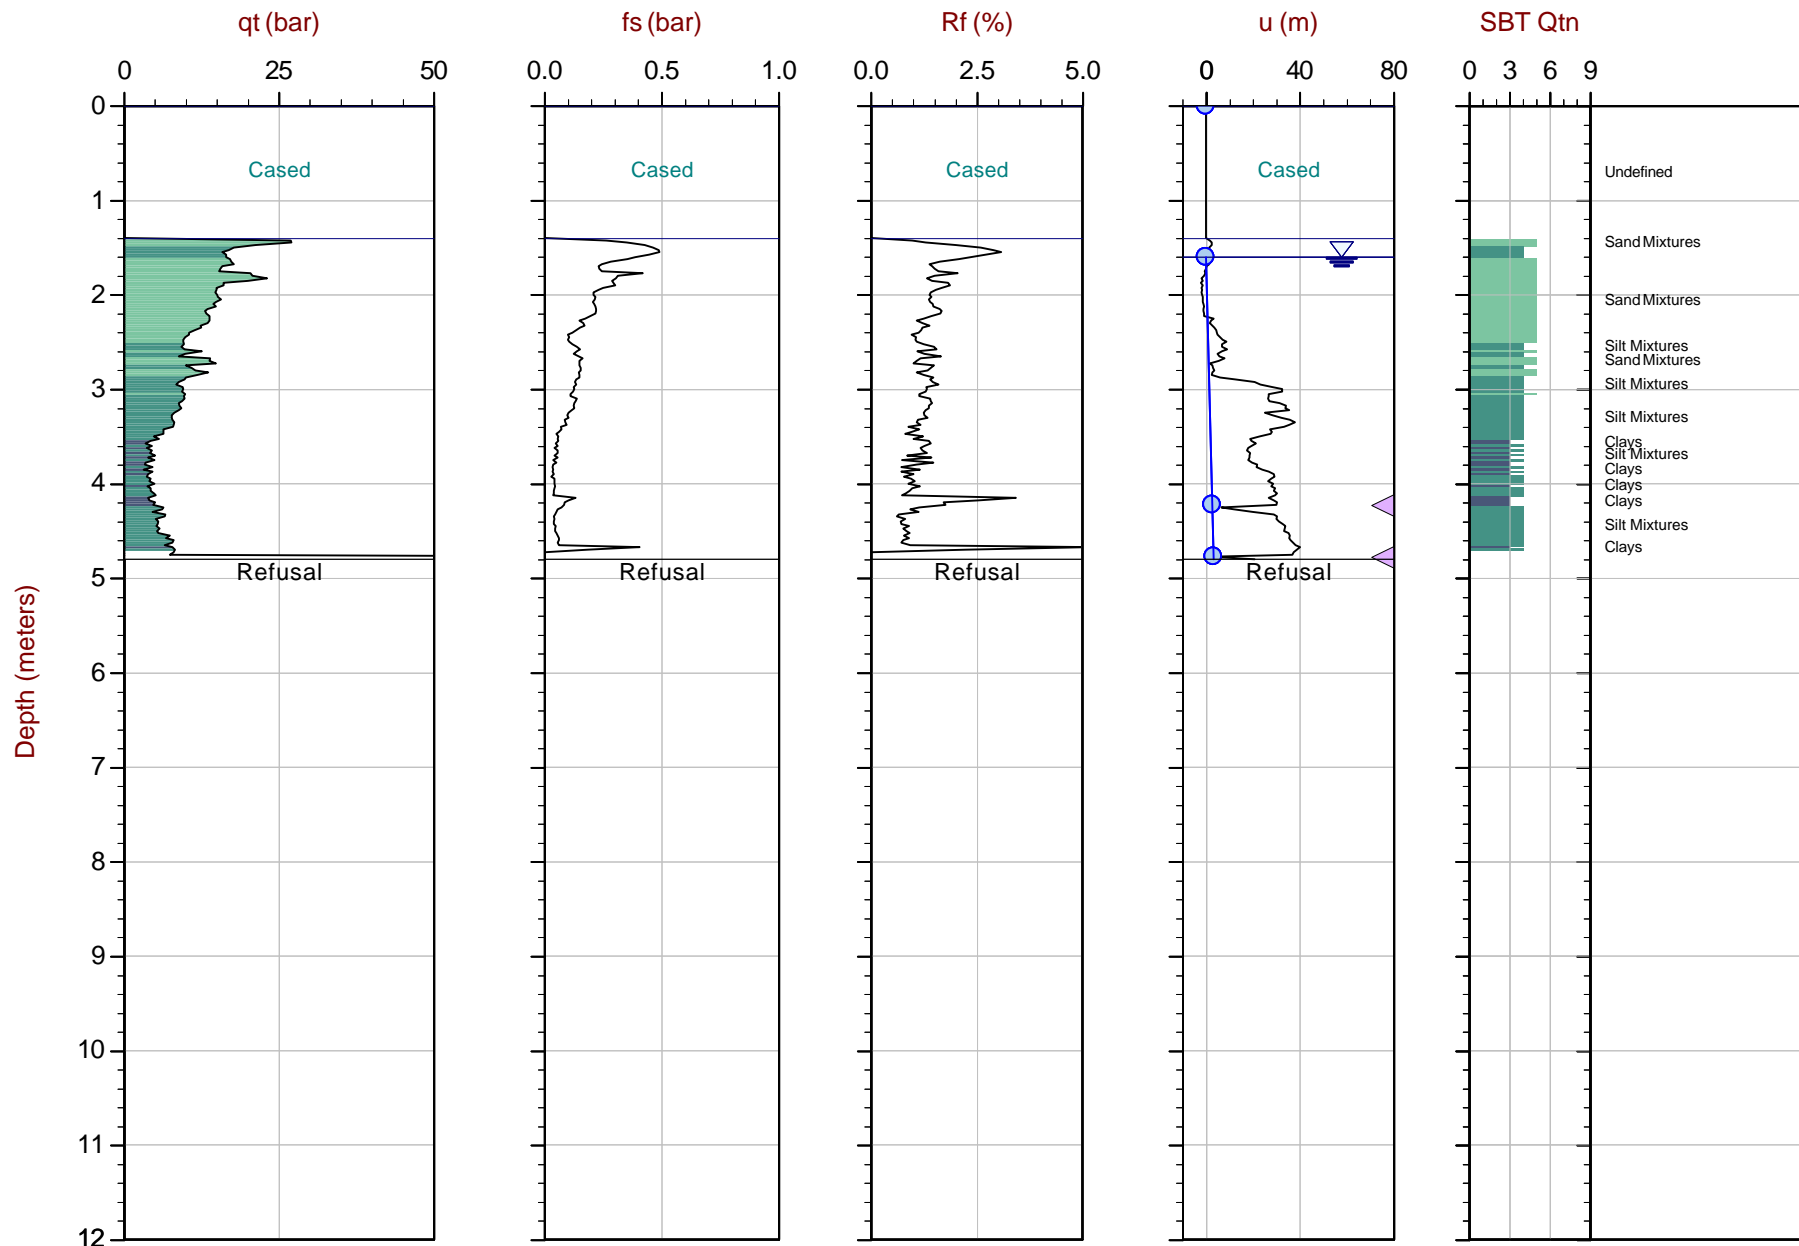 qt (bar) fs (bar) Rf (%) u (m) SBT Qtn
0 25 50 0.0 0.5 1.0 0.0 2.5 5.0 0 40 80 0 3 6 9
0
Cased Cased Cased Cased Undefined
1
Sand Mixtures
2 Sand Mixtures
Silt Mixtures
Sand Mixtures
3 Silt Mixtures
Silt Mixtures
Clays
Silt Mixtures
Clays
4 Clays
Clays
Silt Mixtures
Clays
Refusal Refusal Refusal Refusal
5
Depth (meters)
6
7
8
9
10
11
12